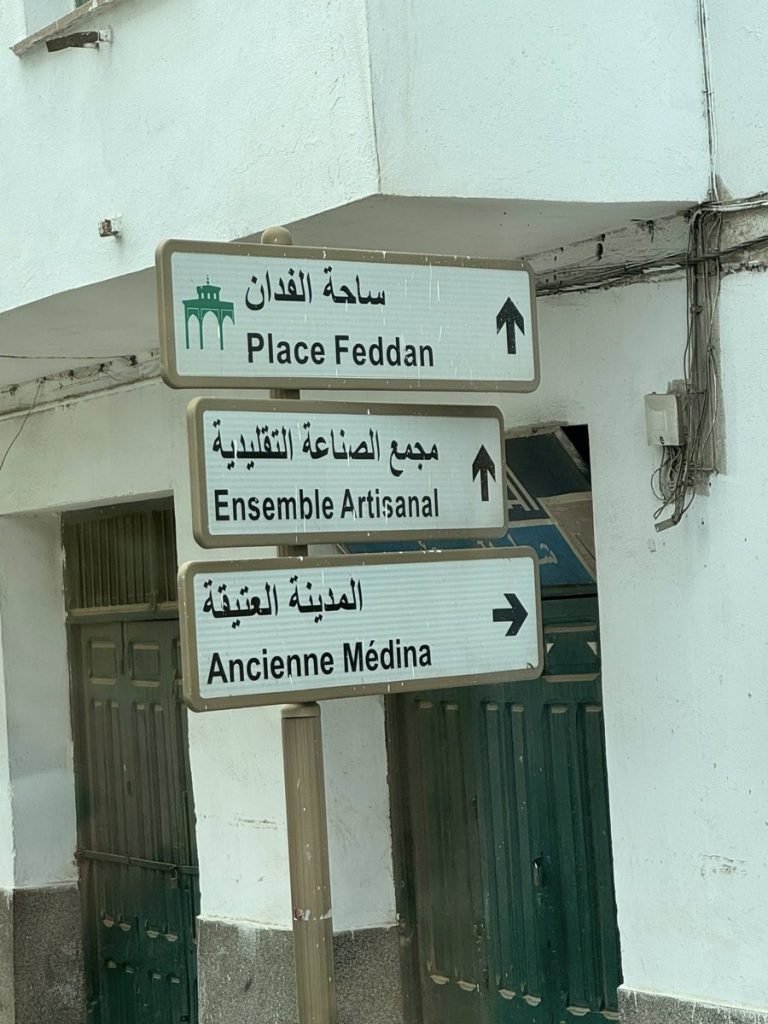 ساحة الفدان
Place Feddan
مجمع الصناعة التقليدية
Ensemble Artisanal
المدينة العتيقة
Ancienne Médina